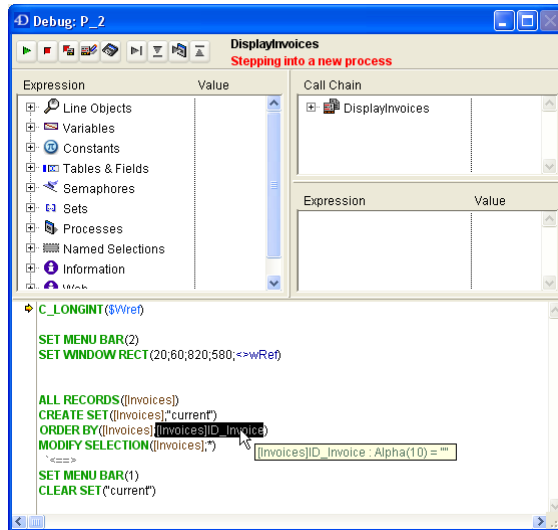 Debug: P_2
DisplayInvoices
Stepping into a new process
Expression Value
Line Objects
Variables
Constants
Tables & Fields
Semaphores
Sets
Processes
Named Selections
Information
Web
Call Chain
DisplayInvoices
Expression Value
C_LONGINT($Wref)
SET MENU BAR(2)
SET WINDOW RECT(20;60;820;580;<>wRef)
ALL RECORDS([Invoices])
CREATE SET([Invoices];"current")
ORDER BY([Invoices];[Invoices]ID_Invoice)
MODIFY SELECTION([Invoices];*)
[Invoices]ID_Invoice : Alpha(10) = ""
`<==>
SET MENU BAR(1)
CLEAR SET("current")